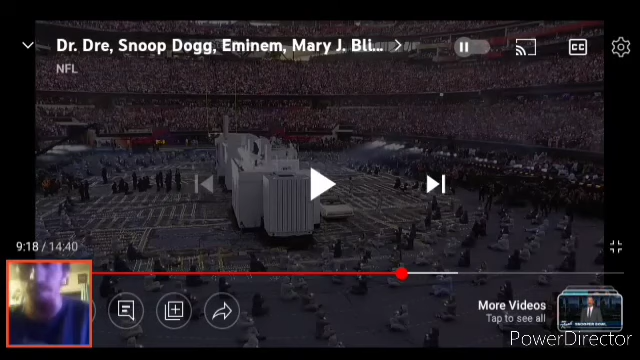 Dr. Dre, Snoop Dogg, Eminem, Mary J. Bli...
NFL
CC
9:18 / 14:40
More Videos
Tap to see all
PowerDirector